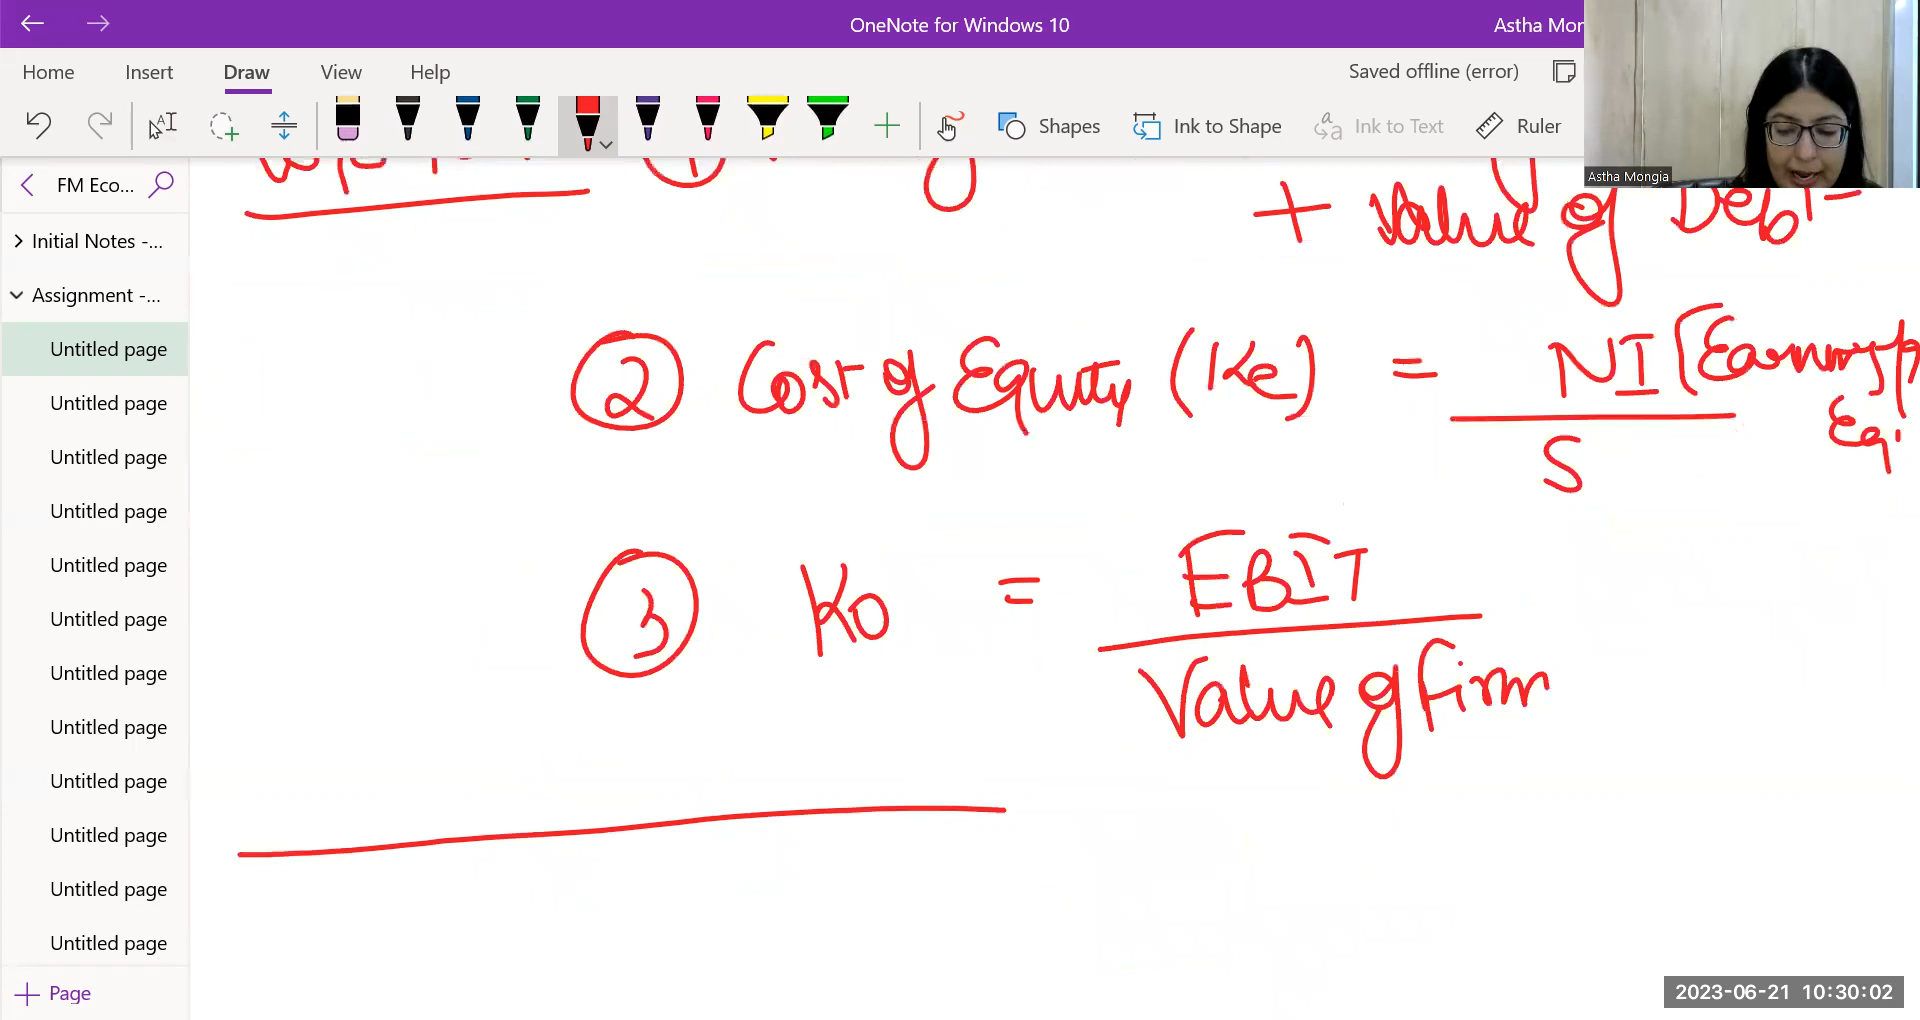 OneNote for Windows 10
Astha Mon
Home Insert Draw View Help
Saved offline (error)
Shapes Ink to Shape Ink to Text Ruler
Astha Mongia
FM Eco...
Initial Notes -...
Assignment -...
Untitled page
Untitled page
Untitled page
Untitled page
Untitled page
Untitled page
Untitled page
Untitled page
Untitled page
Untitled page
Untitled page
Untitled page
Page
+ Value of Debt
② Cost of Equity (Ke) = NI [Earning
Eq
S
③ Ko = EBIT
Value of firm
2023-06-21 10:30:02